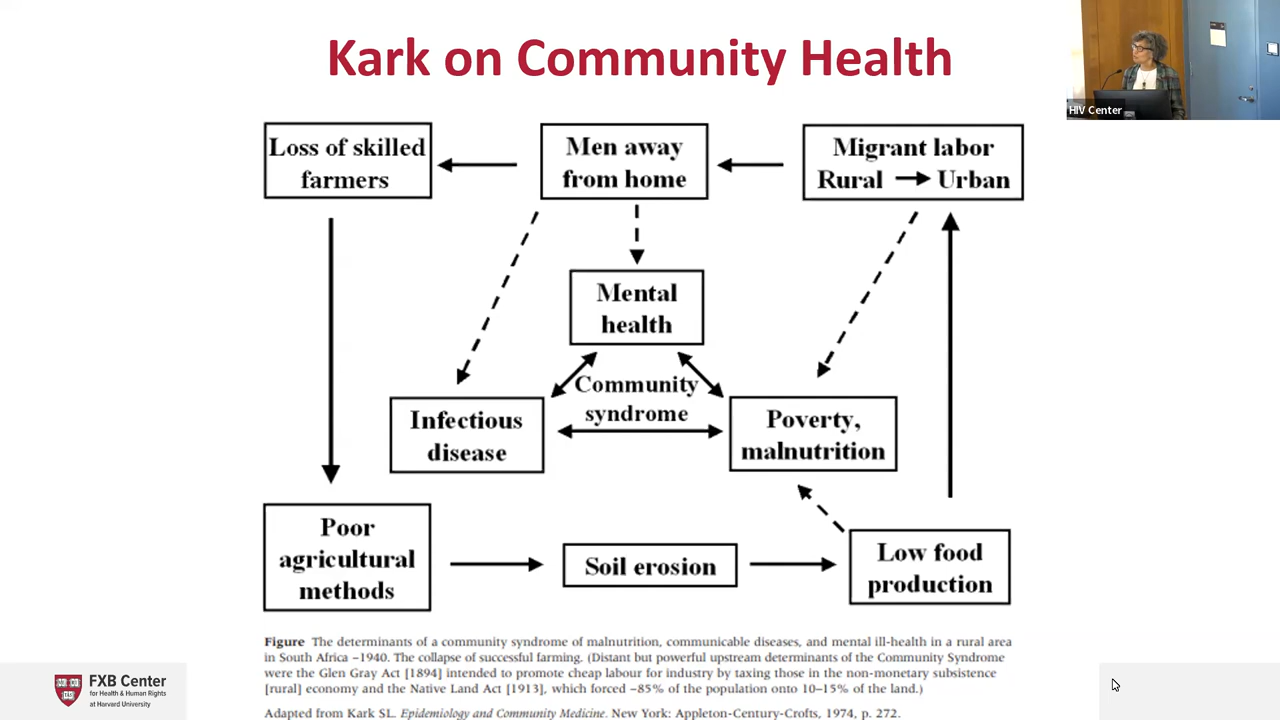 Kark on Community Health
HIV Center
Loss of skilled
farmers
Men away
from home
Migrant labor
Rural → Urban
Mental
health
Community
syndrome
Infectious
disease
Poverty,
malnutrition
Poor
agricultural
methods
Soil erosion
Low food
production
Figure The determinants of a community syndrome of malnutrition, communicable diseases, and mental ill-health in a rural area
in South Africa ~1940. The collapse of successful farming. (Distant but powerful upstream determinants of the Community Syndrome
were the Glen Gray Act [1894] intended to promote cheap labour for industry by taxing those in the non-monetary subsistence
[rural] economy and the Native Land Act [1913], which forced ~85% of the population onto 10–15% of the land.)
Adapted from Kark SL. Epidemiology and Community Medicine. New York: Appleton-Century-Crofts, 1974, p. 272.
FXB Center
for Health & Human Rights
at Harvard University